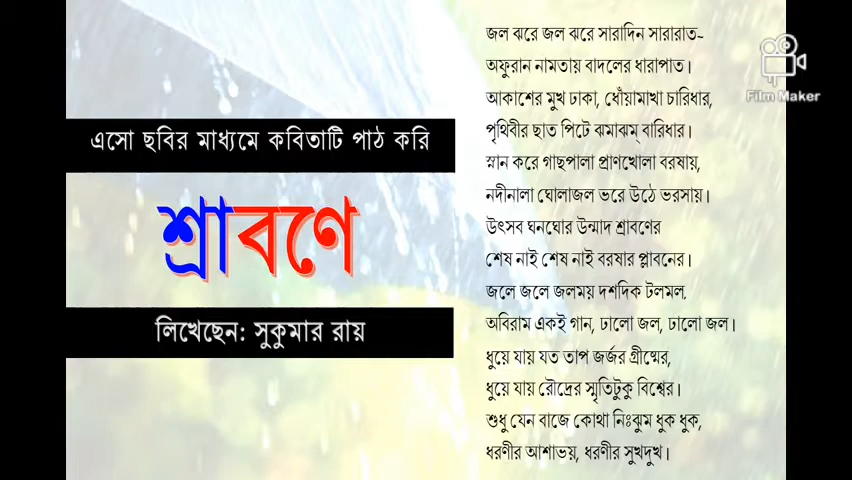 এসো ছবির মাধ্যমে কবিতাটি পাঠ করি
শ্রাবণে
লিখেছেন: সুকুমার রায়
জল ঝরে জল ঝরে সারাদিন সারারাত-
অফুরান নামতায় বাদলের ধারাপাত।
আকাশের মুখ ঢাকা, ধোঁয়ামাখা চারিধার,
পৃথিবীর ছাত পিটে ঝমাঝম্ বারিধার।
স্নান করে গাছপালা প্রাণখোলা বরষায়,
নদীনালা ঘোলাজল ভরে উঠে ভরসায়।
উৎসব ঘনঘোর উন্মাদ শ্রাবণের
শেষ নাই শেষ নাই বরষার প্লাবনের।
জলে জলে জলময় দশদিক টলমল,
অবিরাম একই গান, ঢালো জল, ঢালো জল।
ধুয়ে যায় যত তাপ জর্জর গ্রীষ্মের,
ধুয়ে যায় রৌদ্রের স্মৃতিটুকু বিশ্বের।
শুধু যেন বাজে কোথা নিঃঝুম ধুক ধুক,
ধরণীর আশাভয়, ধরণীর সুখদুখ।
Film Maker